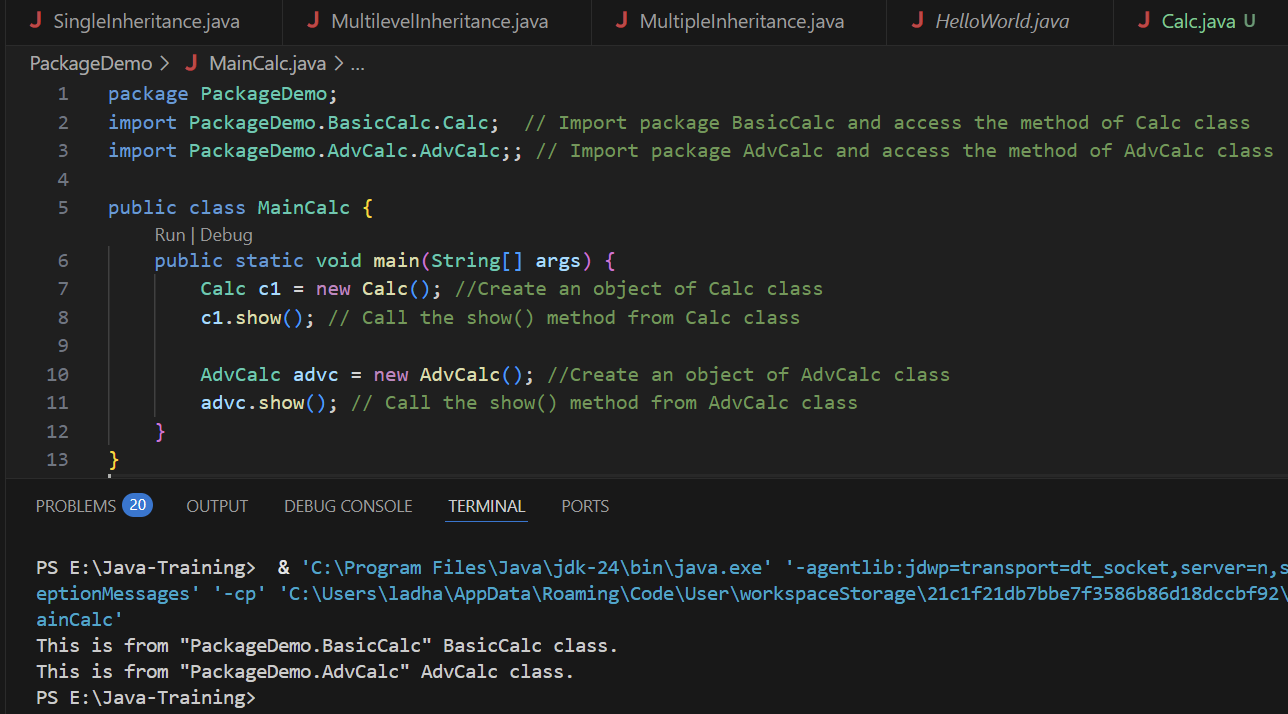 SingleInheritance.java MultilevelInheritance.java MultipleInheritance.java HelloWorld.java Calc.java U
PackageDemo > MainCalc.java > ...
1 package PackageDemo;
2 import PackageDemo.BasicCalc.Calc; // Import package BasicCalc and access the method of Calc class
3 import PackageDemo.AdvCalc.AdvCalc;; // Import package AdvCalc and access the method of AdvCalc class
4
5 public class MainCalc {
Run | Debug
6 public static void main(String[] args) {
7 Calc c1 = new Calc(); //Create an object of Calc class
8 c1.show(); // Call the show() method from Calc class
9
10 AdvCalc advc = new AdvCalc(); //Create an object of AdvCalc class
11 advc.show(); // Call the show() method from AdvCalc class
12 }
13 }
PROBLEMS 20 OUTPUT DEBUG CONSOLE TERMINAL PORTS
PS E:\Java-Training> & 'C:\Program Files\Java\jdk-24\bin\java.exe' '-agentlib:jdwp=transport=dt_socket,server=n,s
eptionMessages' '-cp' 'C:\Users\ladha\AppData\Roaming\Code\User\workspaceStorage\21c1f21db7bbe7f3586b86d18dccbf92\
ainCalc'
This is from "PackageDemo.BasicCalc" BasicCalc class.
This is from "PackageDemo.AdvCalc" AdvCalc class.
PS E:\Java-Training>